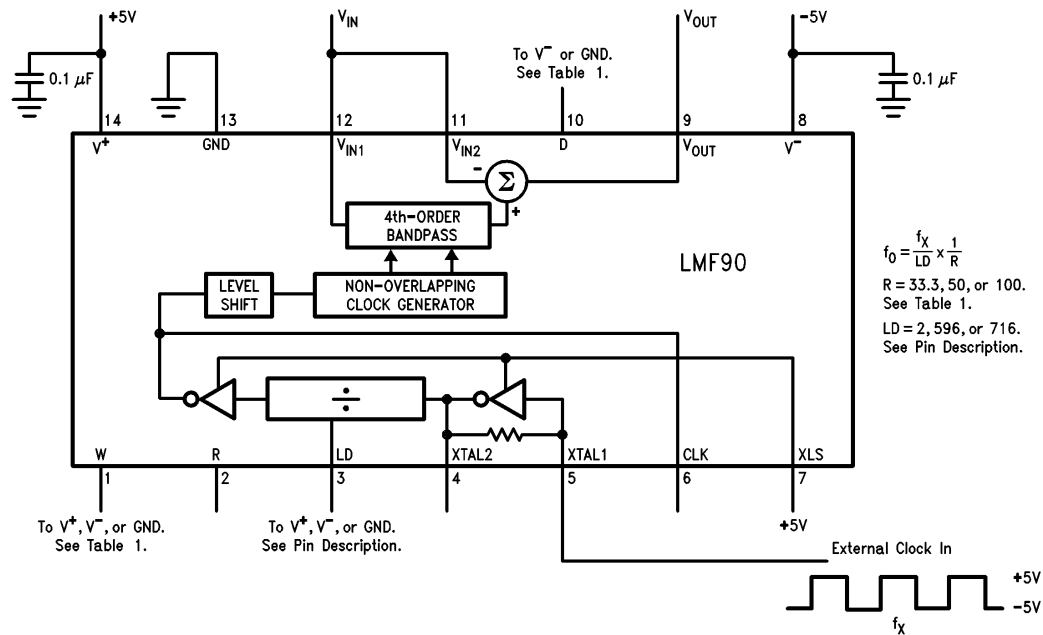 +5V
V_IN
V_OUT
-5V
0.1 μF
To V⁻ or GND.
See Table 1.
0.1 μF
14
13
12
11
10
9
8
V⁺
GND
V_IN1
V_IN2
D
V_OUT
V⁻
-
Σ
+
4th-ORDER
BANDPASS
LMF90
f_O = f_X/LD x 1/R
R = 33.3, 50, or 100.
See Table 1.
LD = 2, 596, or 716.
See Pin Description.
LEVEL
SHIFT
NON-OVERLAPPING
CLOCK GENERATOR
÷
W
R
LD
XTAL2
XTAL1
CLK
XLS
1
2
3
4
5
6
7
To V⁺, V⁻, or GND.
See Table 1.
To V⁺, V⁻, or GND.
See Pin Description.
+5V
External Clock In
+5V
-5V
f_X